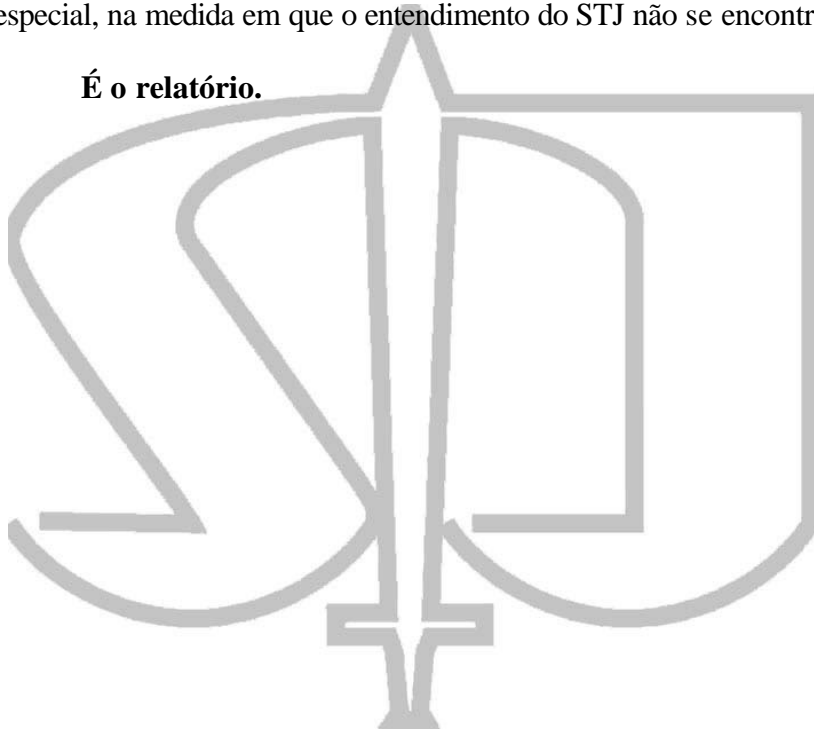 especial, na medida em que o entendimento do STJ não se encontr
É o relatório.